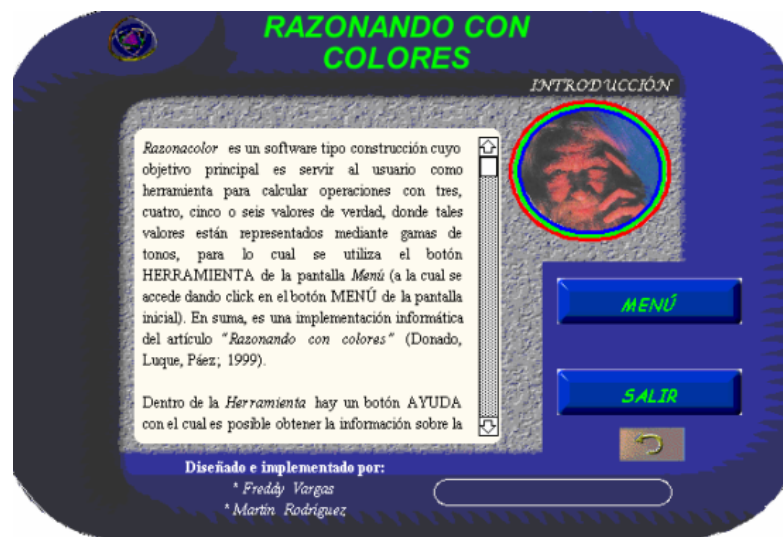 RAZONANDO CON
COLORES
INTRODUCCIÓN
Razonacolor es un software tipo construcción cuyo
objetivo principal es servir al usuario como
herramienta para calcular operaciones con tres,
cuatro, cinco o seis valores de verdad, donde tales
valores están representados mediante gamas de
tonos, para lo cual se utiliza el botón
HERRAMIENTA de la pantalla Menú (a la cual se
accede dando click en el botón MENÚ de la pantalla
inicial). En suma, es una implementación informática
del artículo "Razonando con colores" (Donado,
Luque, Páez; 1999).
Dentro de la Herramienta hay un botón AYUDA
con el cual es posible obtener la información sobre la
MENÚ
SALIR
Diseñado e implementado por:
* Freddy Vargas
* Martín Rodríguez